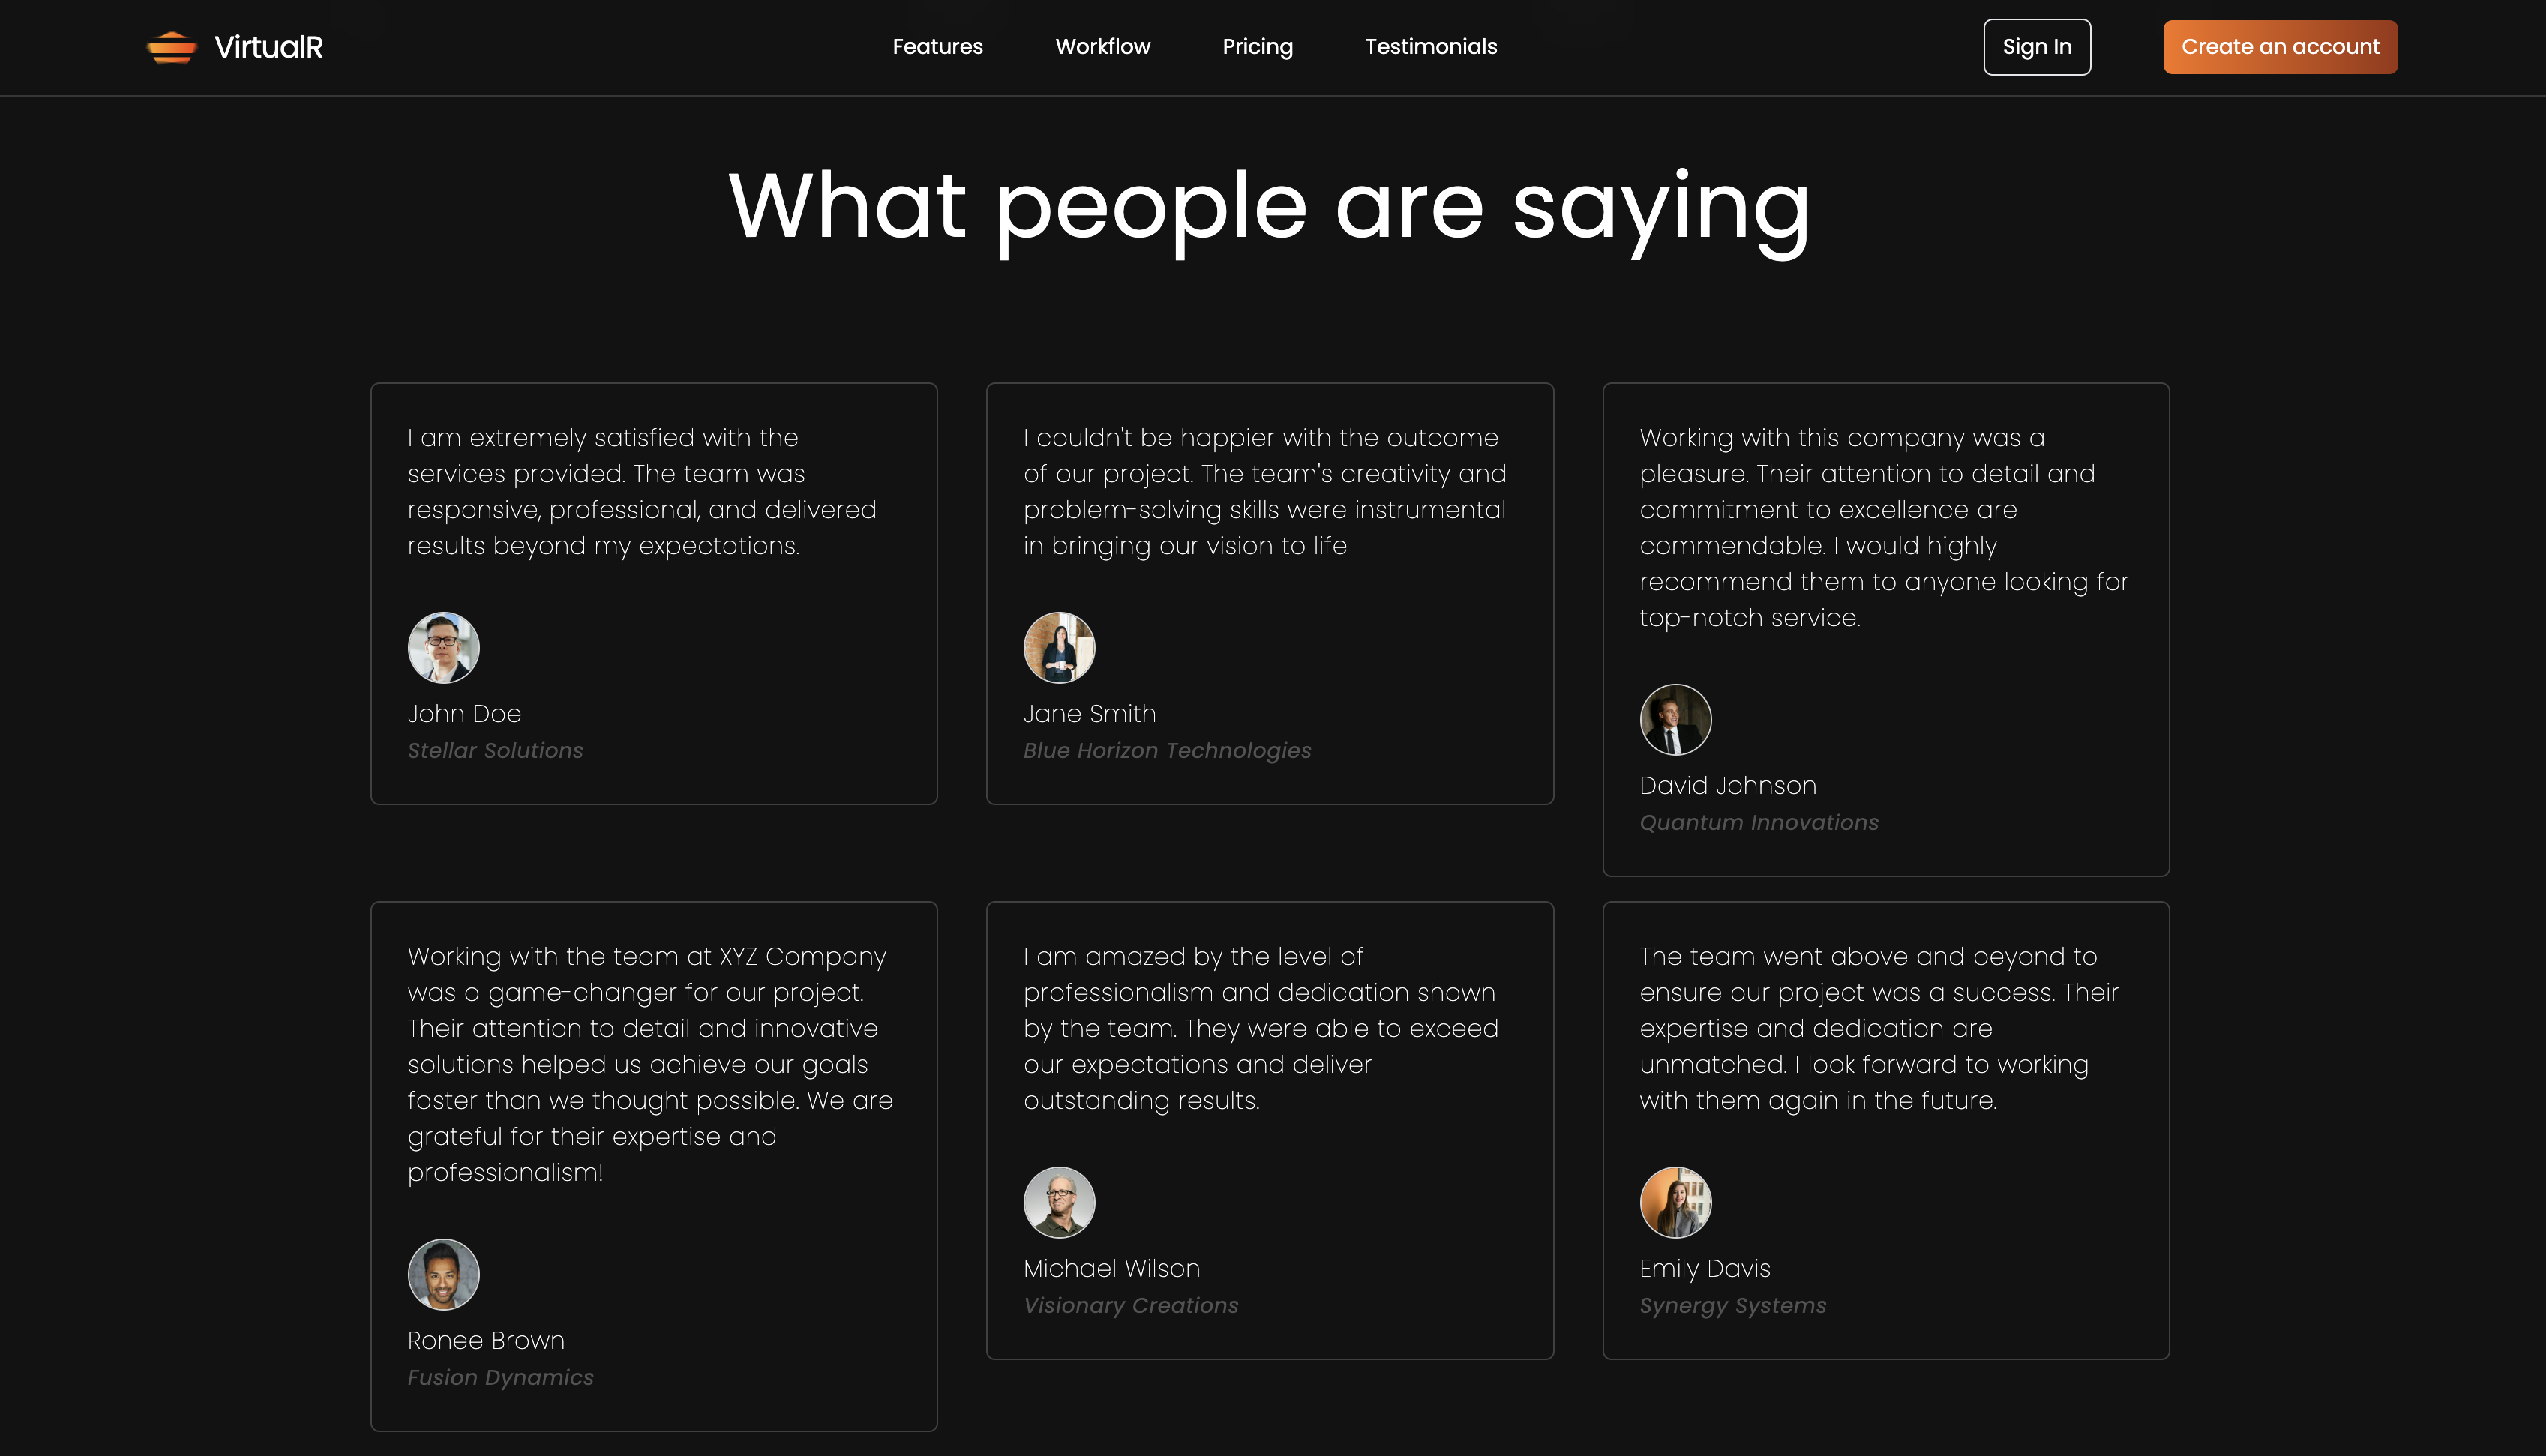 VirtualR
Features
Workflow
Pricing
Testimonials
Sign In
Create an account
What people are saying
I am extremely satisfied with the
services provided. The team was
responsive, professional, and delivered
results beyond my expectations.
John Doe
Stellar Solutions
I couldn't be happier with the outcome
of our project. The team's creativity and
problem-solving skills were instrumental
in bringing our vision to life
Jane Smith
Blue Horizon Technologies
Working with this company was a
pleasure. Their attention to detail and
commitment to excellence are
commendable. I would highly
recommend them to anyone looking for
top-notch service.
David Johnson
Quantum Innovations
Working with the team at XYZ Company
was a game-changer for our project.
Their attention to detail and innovative
solutions helped us achieve our goals
faster than we thought possible. We are
grateful for their expertise and
professionalism!
Ronee Brown
Fusion Dynamics
I am amazed by the level of
professionalism and dedication shown
by the team. They were able to exceed
our expectations and deliver
outstanding results.
Michael Wilson
Visionary Creations
The team went above and beyond to
ensure our project was a success. Their
expertise and dedication are
unmatched. I look forward to working
with them again in the future.
Emily Davis
Synergy Systems